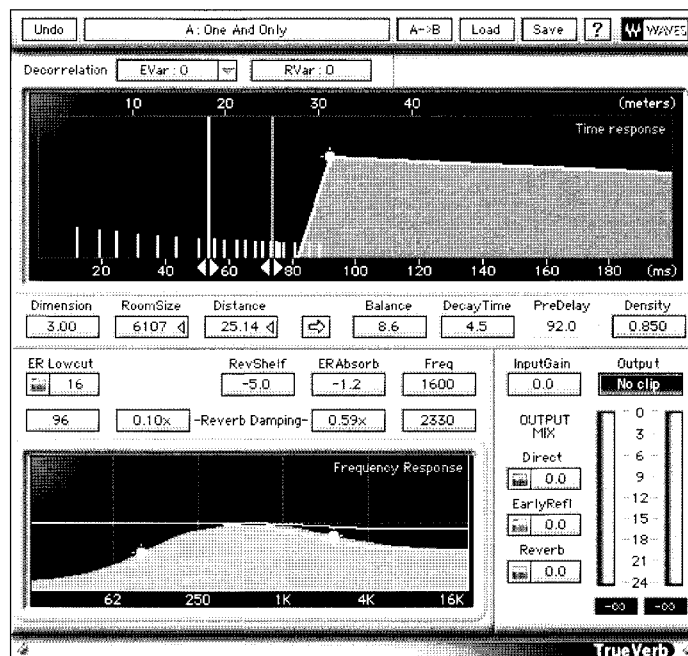 Undo A: One And Only A->B Load Save ? WAVES
Decorrelation EVar: 0 RVar: 0
10 20 30 40 (meters)
Time response
20 40 60 80 100 120 140 160 180 (ms)
Dimension RoomSize Distance Balance DecayTime PreDelay Density
3.00 6107 25.14 8.6 4.5 92.0 0.850
ER Lowcut RevShelf ERAbsorb Freq InputGain Output
16 -5.0 -1.2 1600 0.0 No clip
96 0.10x -Reverb Damping- 0.59x 2330
OUTPUT
MIX
Direct
0.0
EarlyRefl
0.0
Reverb
0.0
0
3
6
9
12
15
18
21
24
-∞ -∞
Frequency Response
62 250 1K 4K 16K
TrueVerb